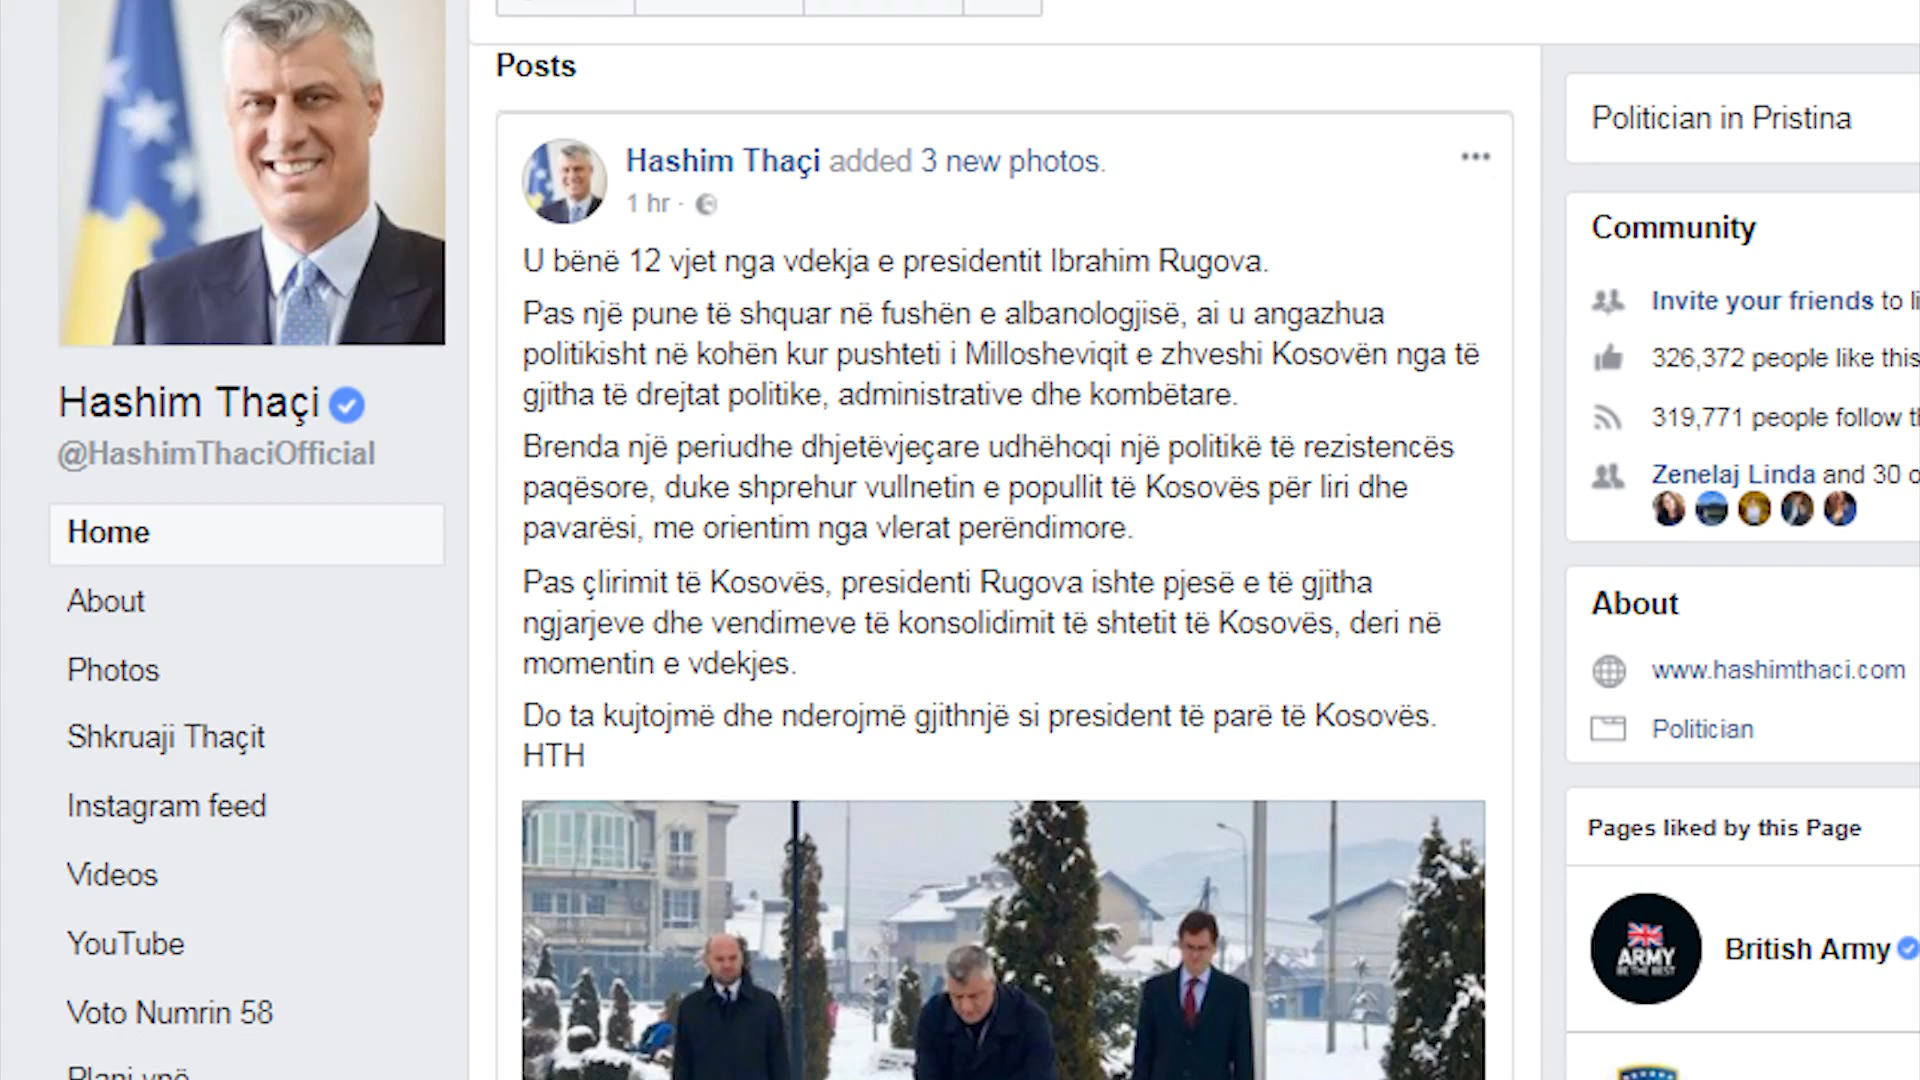 Posts
Hashim Thaçi added 3 new photos.
1 hr ·
U bënë 12 vjet nga vdekja e presidentit Ibrahim Rugova.
Pas një pune të shquar në fushën e albanologjisë, ai u angazhua
politikisht në kohën kur pushteti i Millosheviqit e zhveshi Kosovën nga të
gjitha të drejtat politike, administrative dhe kombëtare.
Brenda një periudhe dhjetëvjeçare udhëhoqi një politikë të rezistencës
paqësore, duke shprehur vullnetin e popullit të Kosovës për liri dhe
pavarësi, me orientim nga vlerat perëndimore.
Pas çlirimit të Kosovës, presidenti Rugova ishte pjesë e të gjitha
ngjarjeve dhe vendimeve të konsolidimit të shtetit të Kosovës, deri në
momentin e vdekjes.
Do ta kujtojmë dhe nderojmë gjithnjë si president të parë të Kosovës.
HTH
Hashim Thaçi
@HashimThaciOfficial
Home
About
Photos
Shkruaji Thaçit
Instagram feed
Videos
YouTube
Voto Numrin 58
Politician in Pristina
Community
Invite your friends to
326,372 people like this
319,771 people follow
Zenelaj Linda and 30
About
www.hashimthaci.com
Politician
Pages liked by this Page
ARMY
BE THE BEST
British Army